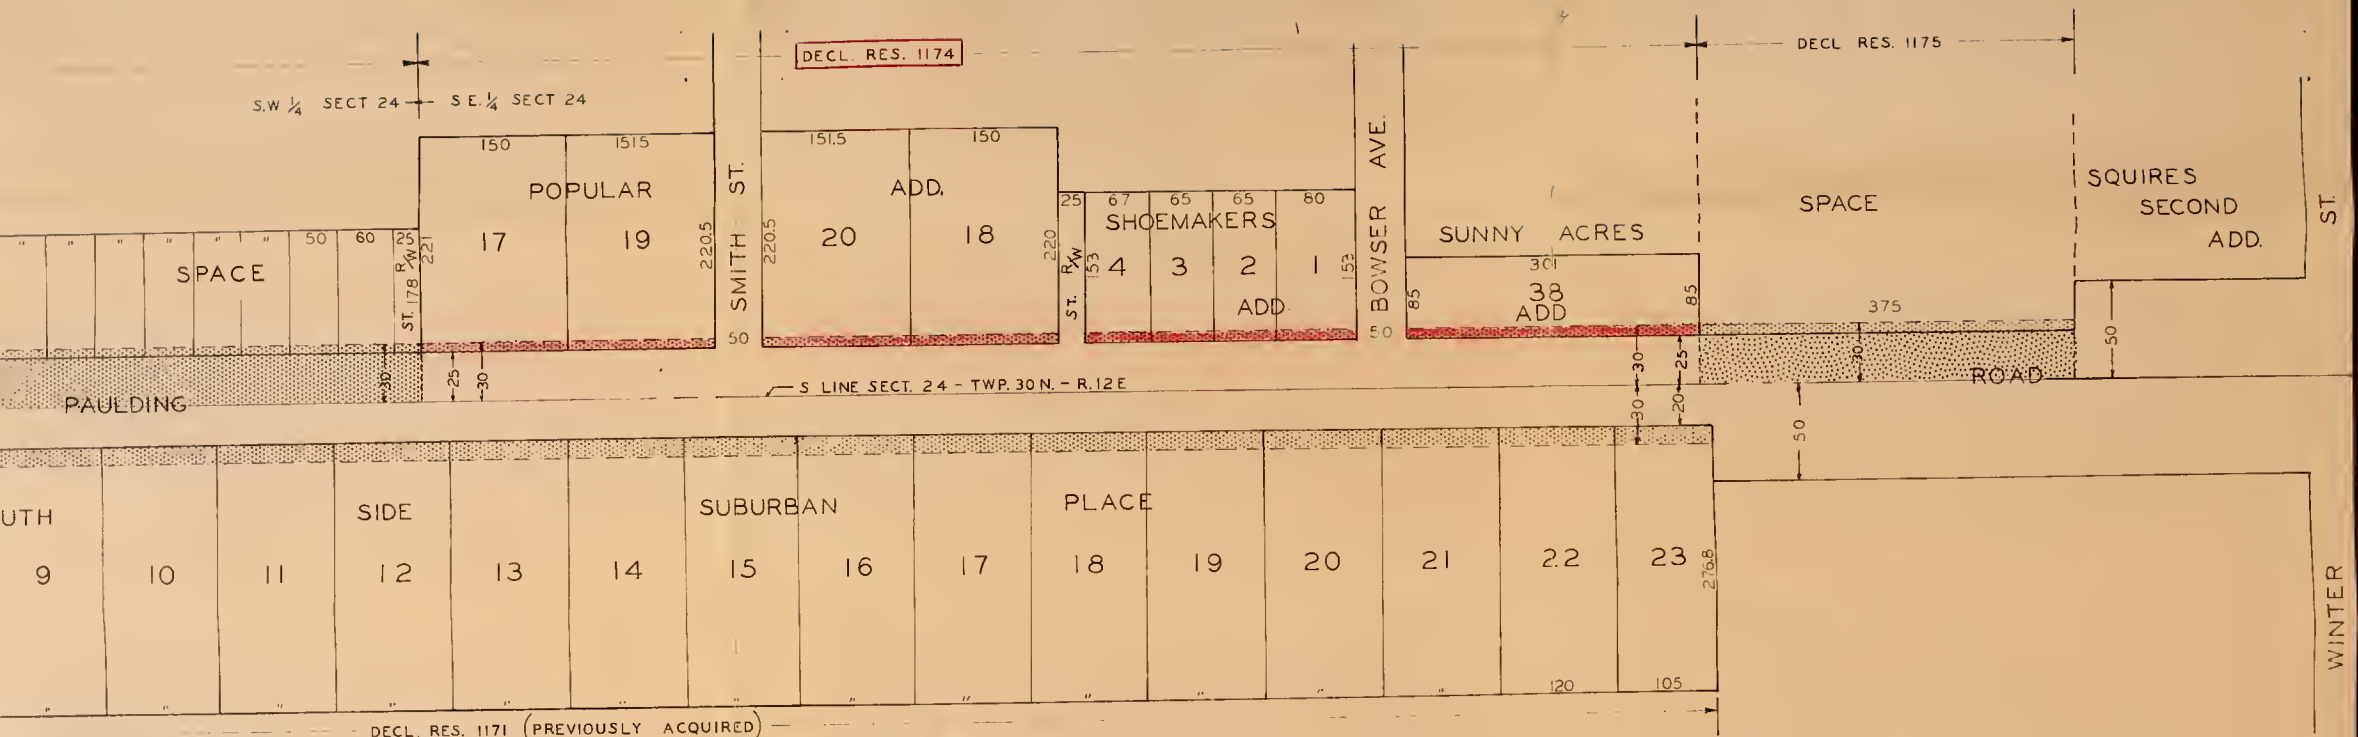 DECL. RES. 1174
DECL RES. 1175
S.W ¼ SECT 24
S E. ¼ SECT 24
150
1515
151.5
150
POPULAR
ADD.
SMITH ST.
BOWSER AVE.
25
67
65
65
80
SHOEMAKERS
SPACE
SQUIRES
SECOND
ADD.
ST.
" " " " " " 50 60 25
SPACE
ST. 178 R/W
221
17
19
220.5
220.5
20
18
220
ST. R/W
153
4
3
2
1
153
ADD.
SUNNY ACRES
301
85
38
ADD
85
375
50
50
50
30
25
30
30
25
30
30
20
50
PAULDING
S LINE SECT. 24 - TWP. 30 N. - R. 12 E
ROAD
UTH
SIDE
SUBURBAN
PLACE
9
10
11
12
13
14
15
16
17
18
19
20
21
2.2
23
276.8
WINTER
" " " " " " " " " " " " "
120
105
DECL. RES. 1171 (PREVIOUSLY ACQUIRED)